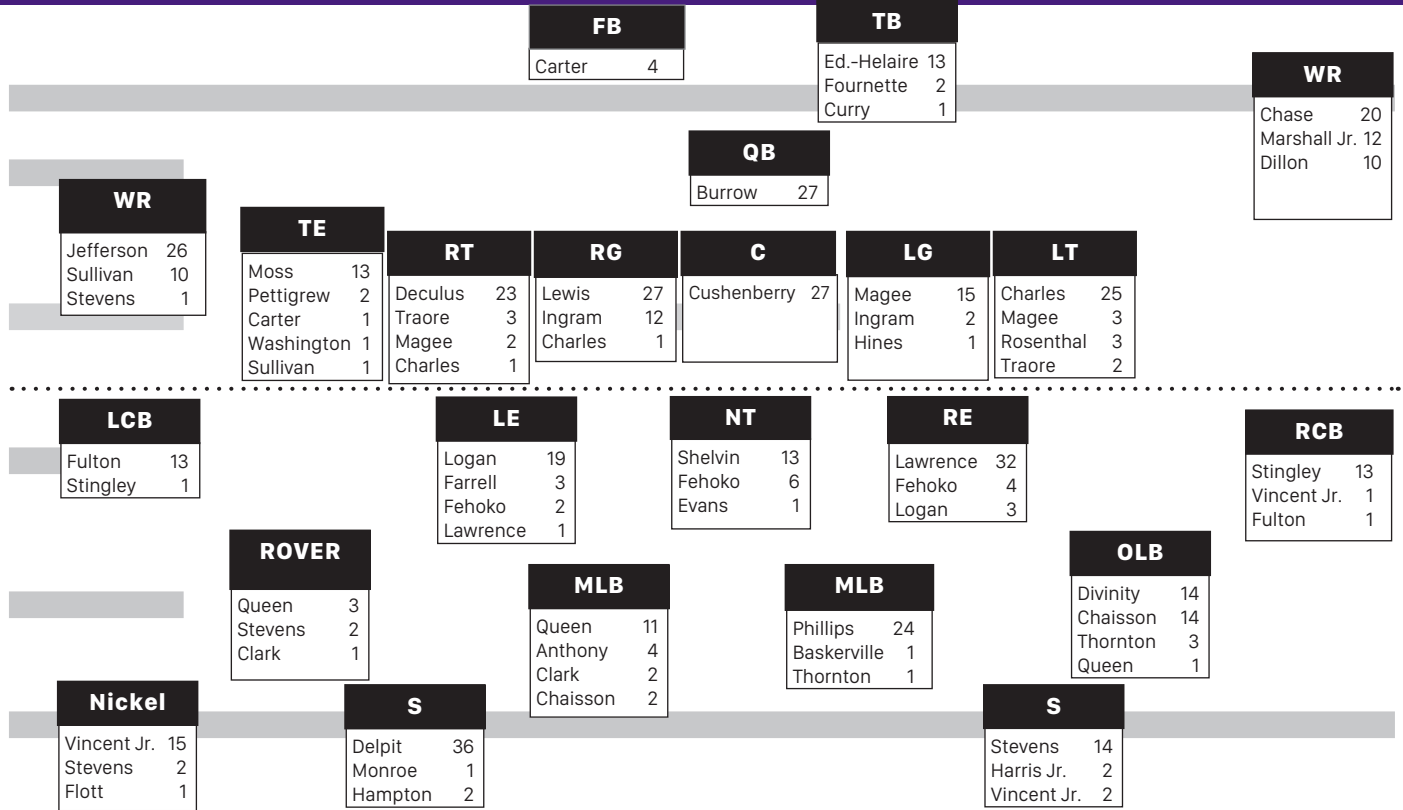 FB
Carter 4
TB
Ed.-Helaire 13
Fournette 2
Curry 1
WR
Chase 20
Marshall Jr. 12
Dillon 10
QB
Burrow 27
WR
Jefferson 26
Sullivan 10
Stevens 1
TE
Moss 13
Pettigrew 2
Carter 1
Washington 1
Sullivan 1
RT
Deculus 23
Traore 3
Magee 2
Charles 1
RG
Lewis 27
Ingram 12
Charles 1
C
Cushenberry 27
LG
Magee 15
Ingram 2
Hines 1
LT
Charles 25
Magee 3
Rosenthal 3
Traore 2
LCB
Fulton 13
Stingley 1
LE
Logan 19
Farrell 3
Fehoko 2
Lawrence 1
NT
Shelvin 13
Fehoko 6
Evans 1
RE
Lawrence 32
Fehoko 4
Logan 3
RCB
Stingley 13
Vincent Jr. 1
Fulton 1
ROVER
Queen 3
Stevens 2
Clark 1
MLB
Queen 11
Anthony 4
Clark 2
Chaisson 2
MLB
Phillips 24
Baskerville 1
Thornton 1
OLB
Divinity 14
Chaisson 14
Thornton 3
Queen 1
Nickel
Vincent Jr. 15
Stevens 2
Flott 1
S
Delpit 36
Monroe 1
Hampton 2
S
Stevens 14
Harris Jr. 2
Vincent Jr. 2